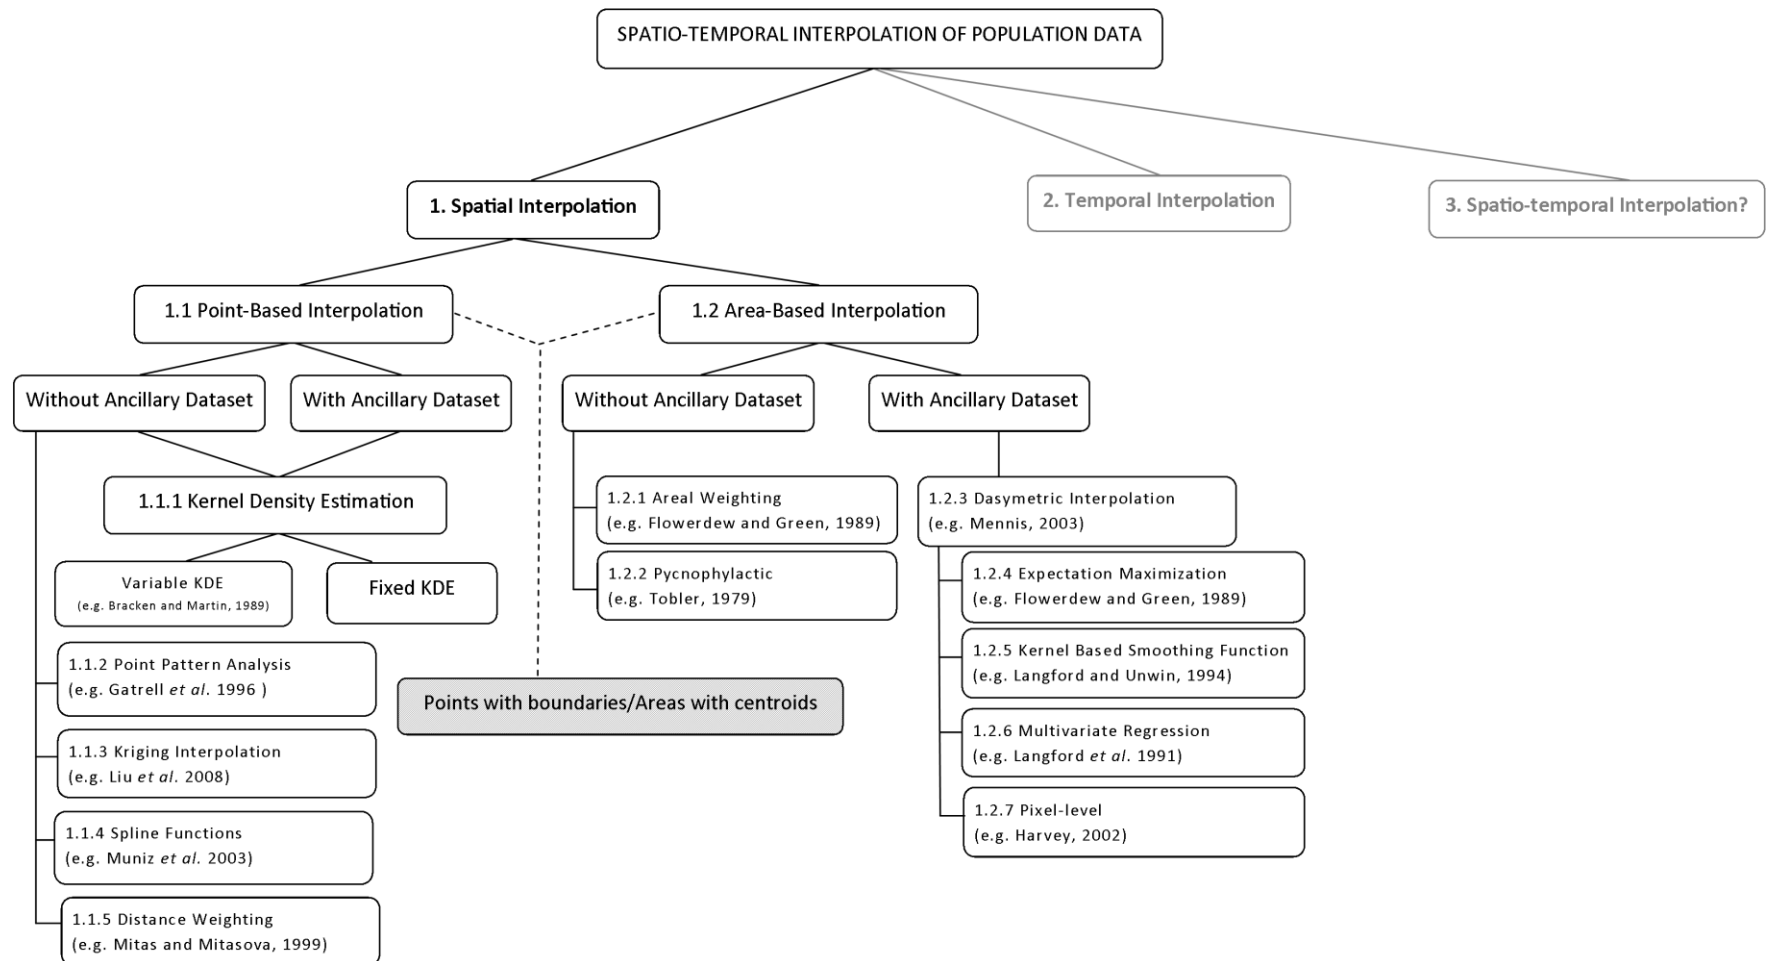 SPATIO-TEMPORAL INTERPOLATION OF POPULATION DATA
1. Spatial Interpolation
2. Temporal Interpolation
3. Spatio-temporal Interpolation?
1.1 Point-Based Interpolation
1.2 Area-Based Interpolation
Without Ancillary Dataset
With Ancillary Dataset
Without Ancillary Dataset
With Ancillary Dataset
1.1.1 Kernel Density Estimation
Variable KDE
(e.g. Bracken and Martin, 1989)
Fixed KDE
1.1.2 Point Pattern Analysis
(e.g. Gatrell et al. 1996 )
1.1.3 Kriging Interpolation
(e.g. Liu et al. 2008)
1.1.4 Spline Functions
(e.g. Muniz et al. 2003)
1.1.5 Distance Weighting
(e.g. Mitas and Mitasova, 1999)
Points with boundaries/Areas with centroids
1.2.1 Areal Weighting
(e.g. Flowerdew and Green, 1989)
1.2.2 Pycnophylactic
(e.g. Tobler, 1979)
1.2.3 Dasymetric Interpolation
(e.g. Mennis, 2003)
1.2.4 Expectation Maximization
(e.g. Flowerdew and Green, 1989)
1.2.5 Kernel Based Smoothing Function
(e.g. Langford and Unwin, 1994)
1.2.6 Multivariate Regression
(e.g. Langford et al. 1991)
1.2.7 Pixel-level
(e.g. Harvey, 2002)